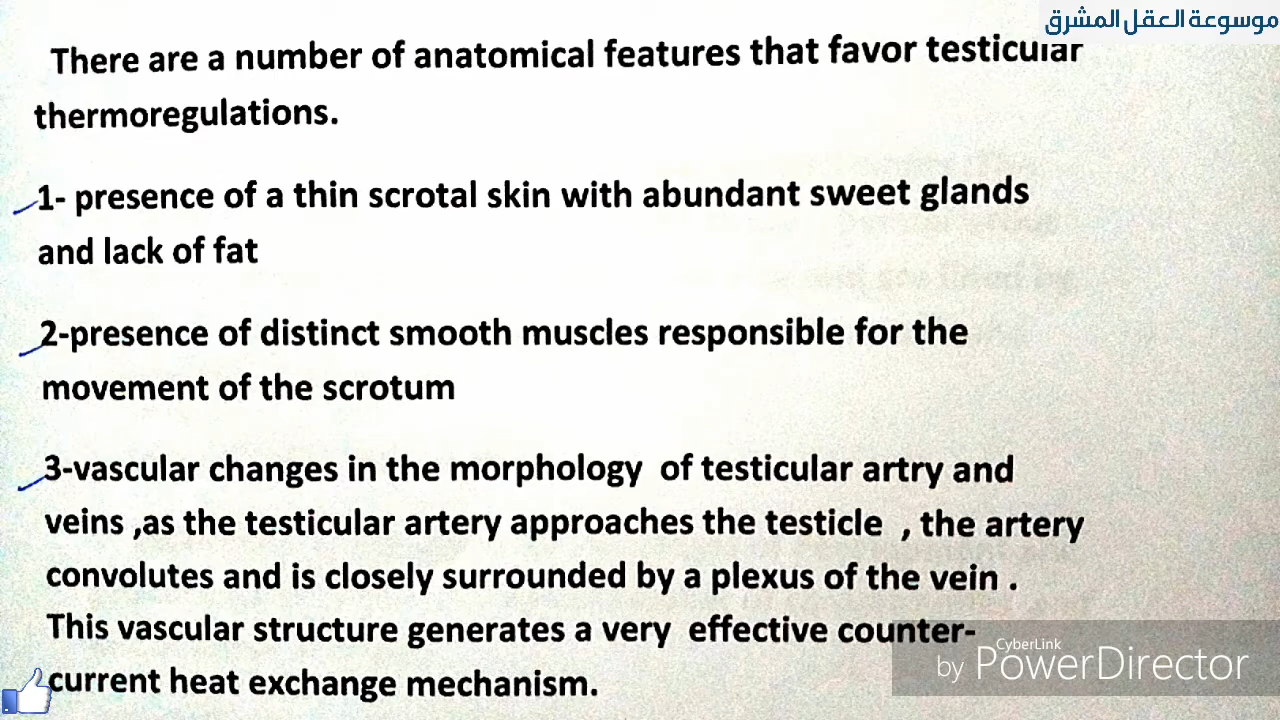 موسوعة العقل المشرق
There are a number of anatomical features that favor testicular
thermoregulations.
1- presence of a thin scrotal skin with abundant sweet glands
and lack of fat
2-presence of distinct smooth muscles responsible for the
movement of the scrotum
3-vascular changes in the morphology of testicular artry and
veins ,as the testicular artery approaches the testicle , the artery
convolutes and is closely surrounded by a plexus of the vein .
This vascular structure generates a very effective counter-
current heat exchange mechanism.
CyberLink
by PowerDirector